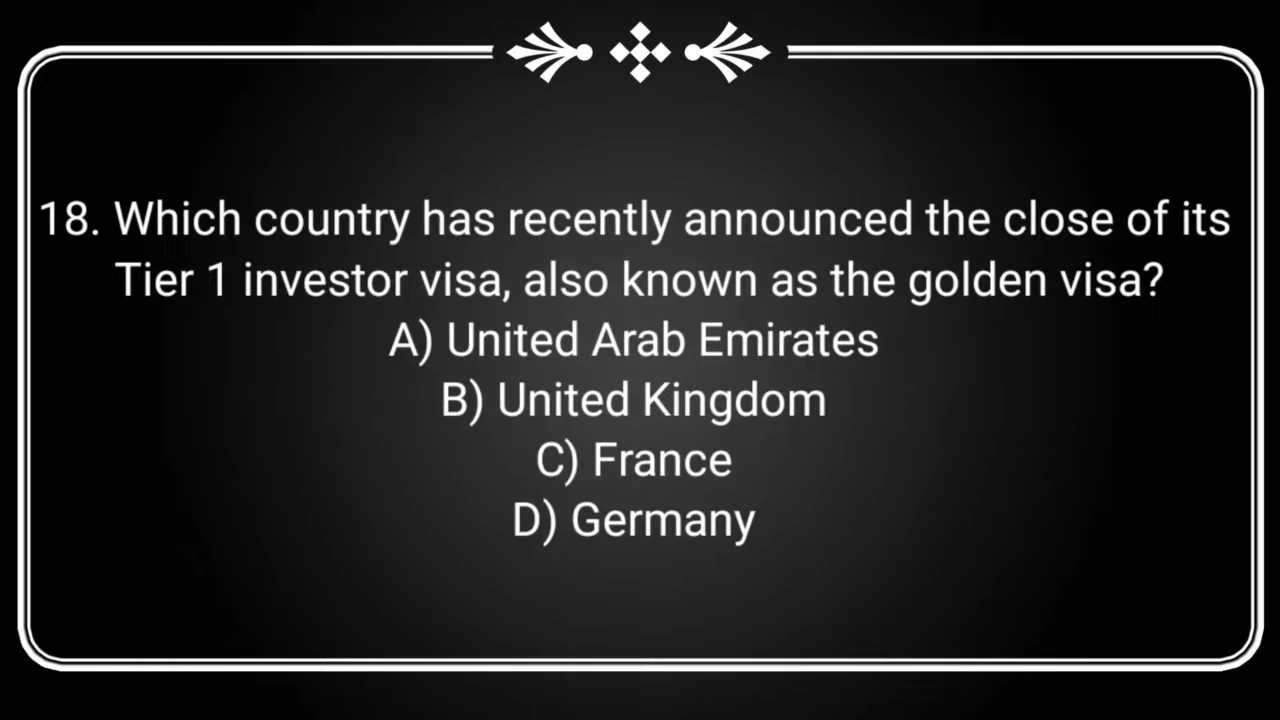 18. Which country has recently announced the close of its
Tier 1 investor visa, also known as the golden visa?
A) United Arab Emirates
B) United Kingdom
C) France
D) Germany